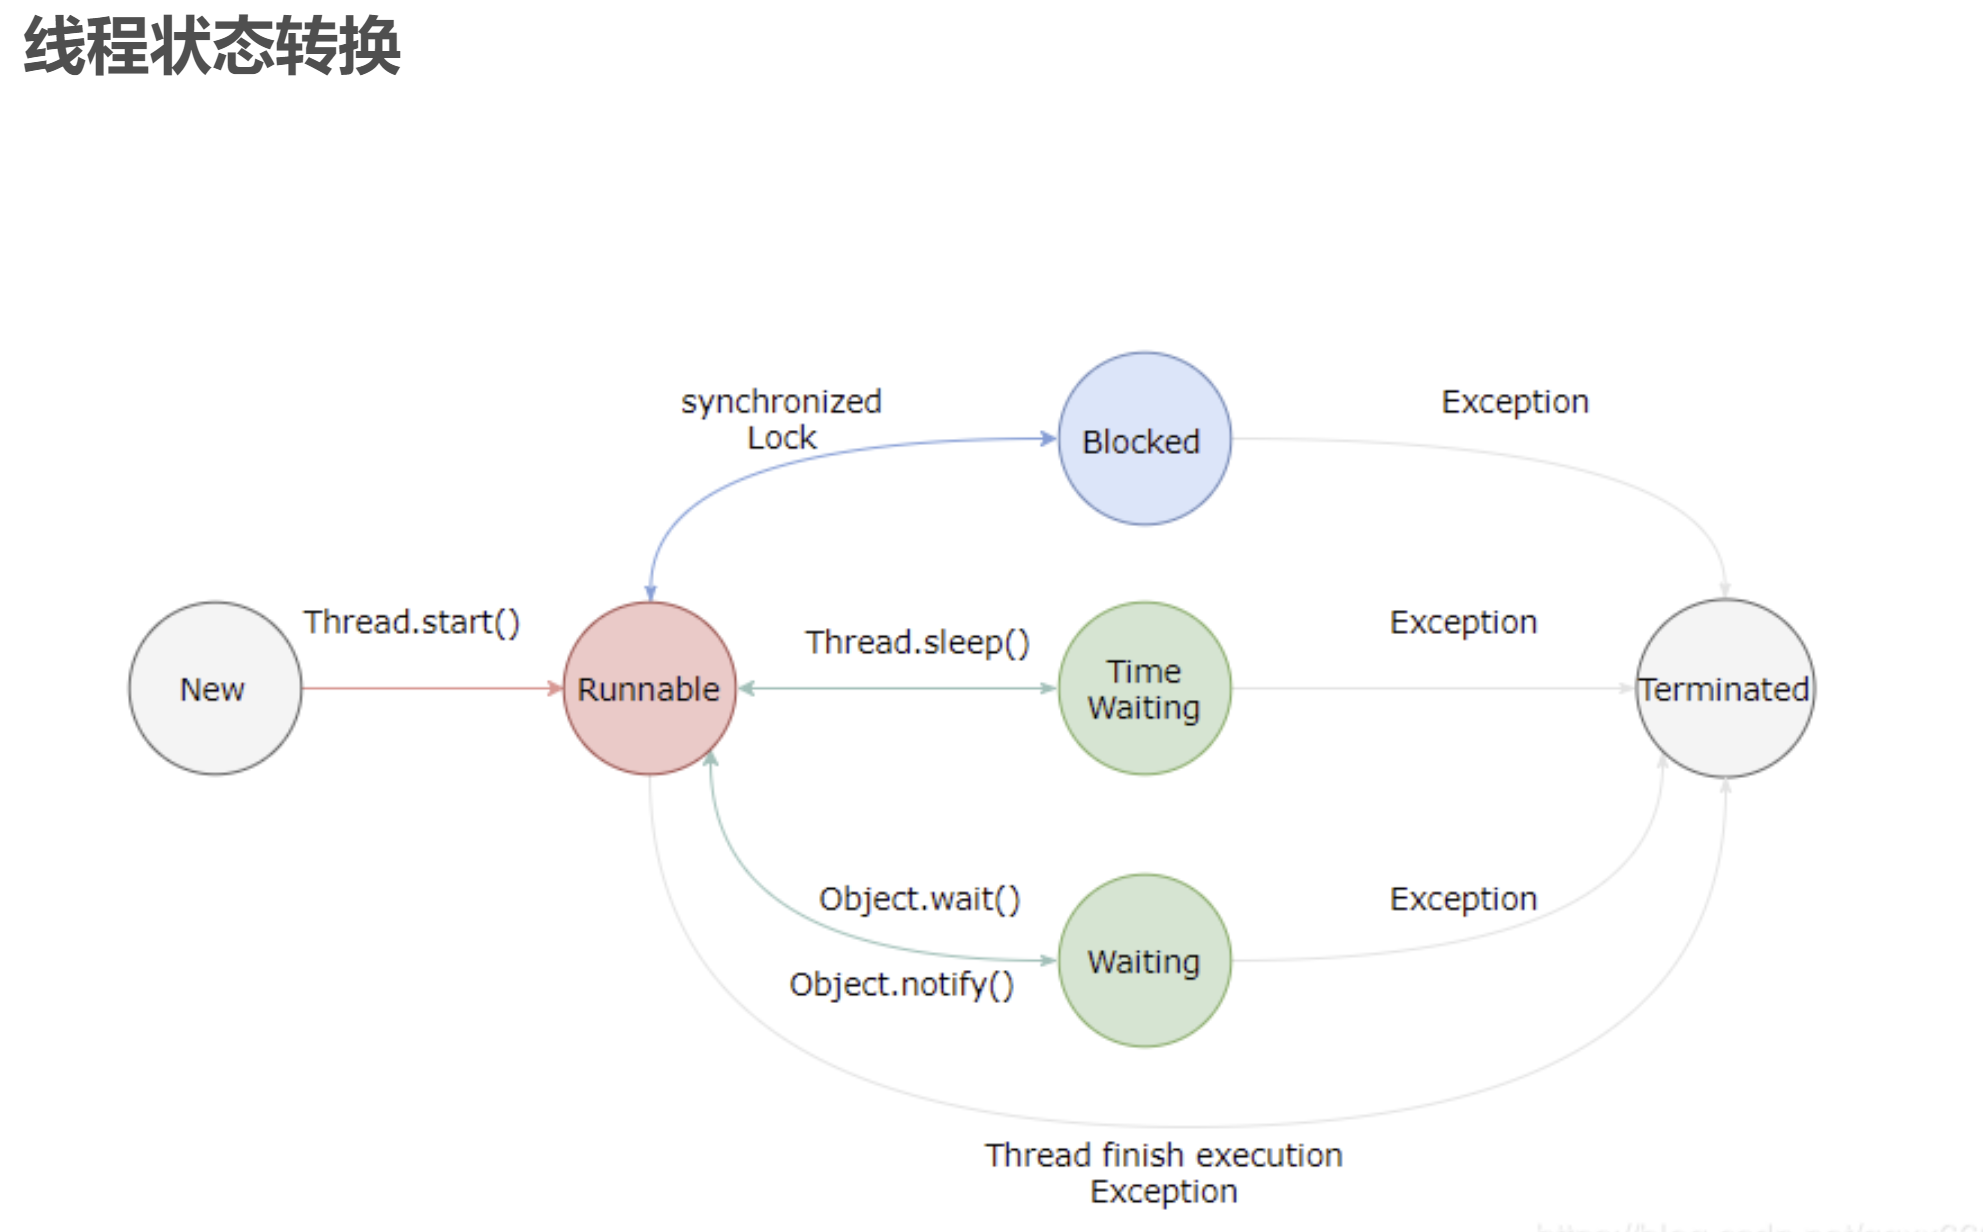 线程状态转换
synchronized
Lock
Blocked
Exception
New
Thread.start()
Runnable
Thread.sleep()
Time
Waiting
Exception
Terminated
Object.wait()
Object.notify()
Waiting
Exception
Thread finish execution
Exception